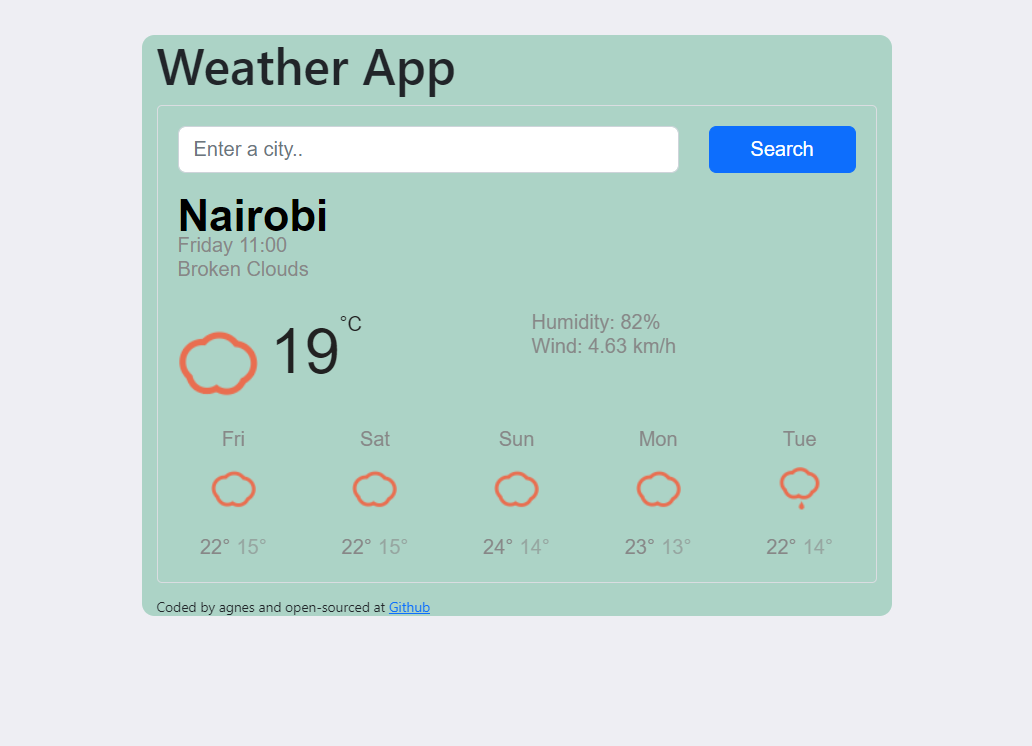 Weather App
Enter a city..
Search
Nairobi
Friday 11:00
Broken Clouds
19 °C
Humidity: 82%
Wind: 4.63 km/h
Fri Sat Sun Mon Tue
22° 15° 22° 15° 24° 14° 23° 13° 22° 14°
Coded by agnes and open-sourced at Github